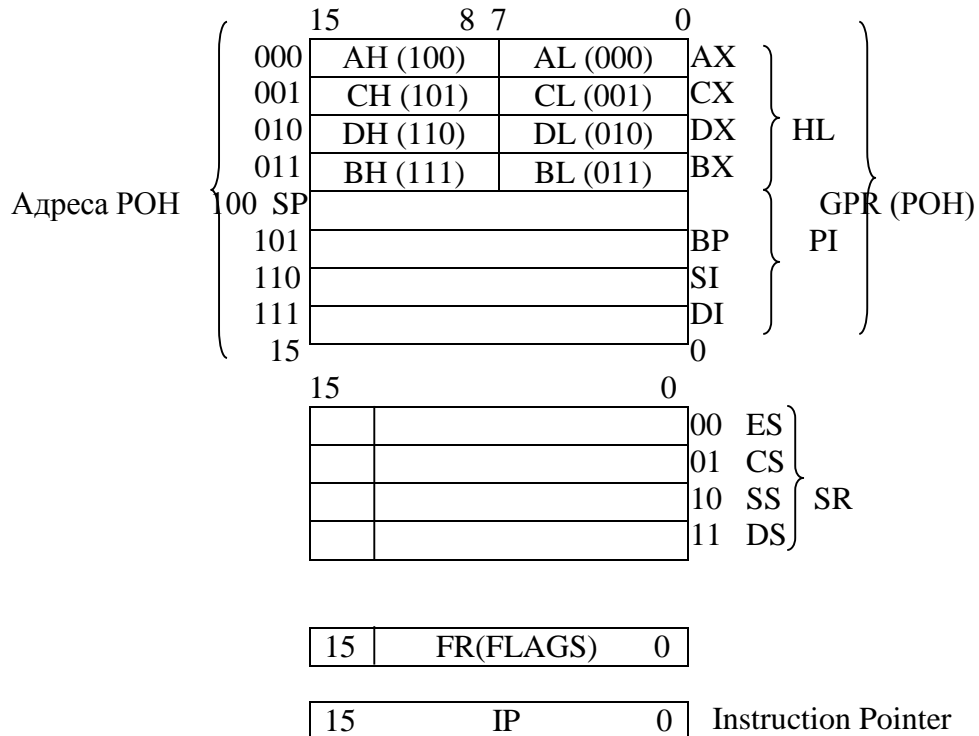 15 8 7 0
000 AH (100) AL (000) AX
001 CH (101) CL (001) CX
010 DH (110) DL (010) DX HL
011 BH (111) BL (011) BX
Адреса РОН 100 SP GPR (РОН)
101 BP PI
110 SI
111 DI
15 0
15 0
00 ES
01 CS
10 SS SR
11 DS
15 FR(FLAGS) 0
15 IP 0 Instruction Pointer